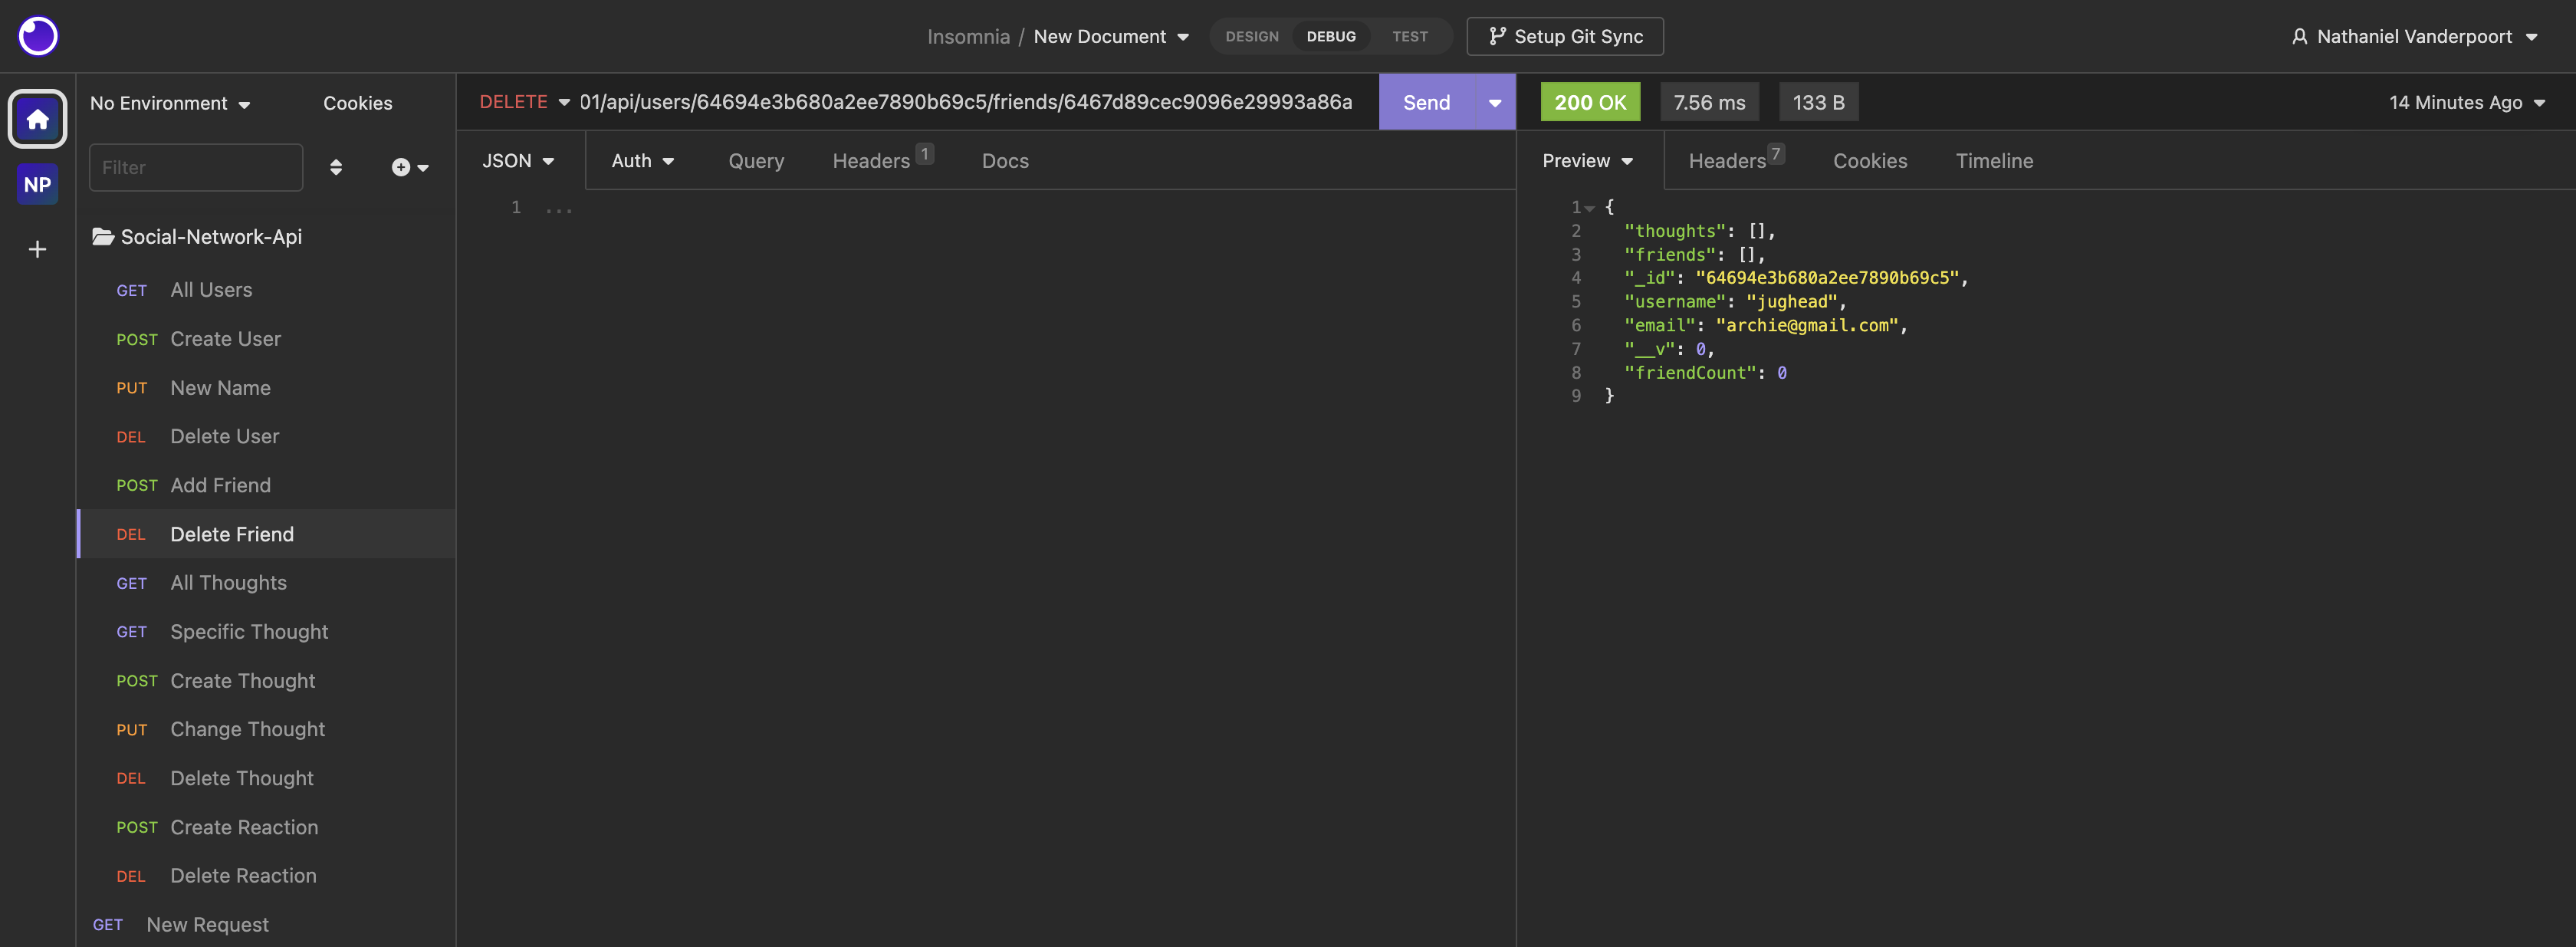 Insomnia / New Document DESIGN DEBUG TEST Setup Git Sync Nathaniel Vanderpoort
No Environment Cookies
DELETE 01/api/users/64694e3b680a2ee7890b69c5/friends/6467d89cec9096e29993a86a Send
200 OK 7.56 ms 133 B 14 Minutes Ago
Filter
JSON Auth Query Headers 1 Docs
Preview Headers 7 Cookies Timeline
NP
Social-Network-Api
GET All Users
POST Create User
PUT New Name
DEL Delete User
POST Add Friend
DEL Delete Friend
GET All Thoughts
GET Specific Thought
POST Create Thought
PUT Change Thought
DEL Delete Thought
POST Create Reaction
DEL Delete Reaction
GET New Request
1 ...
1 {
2 "thoughts": [],
3 "friends": [],
4 "_id": "64694e3b680a2ee7890b69c5",
5 "username": "jughead",
6 "email": "archie@gmail.com",
7 "__v": 0,
8 "friendCount": 0
9 }